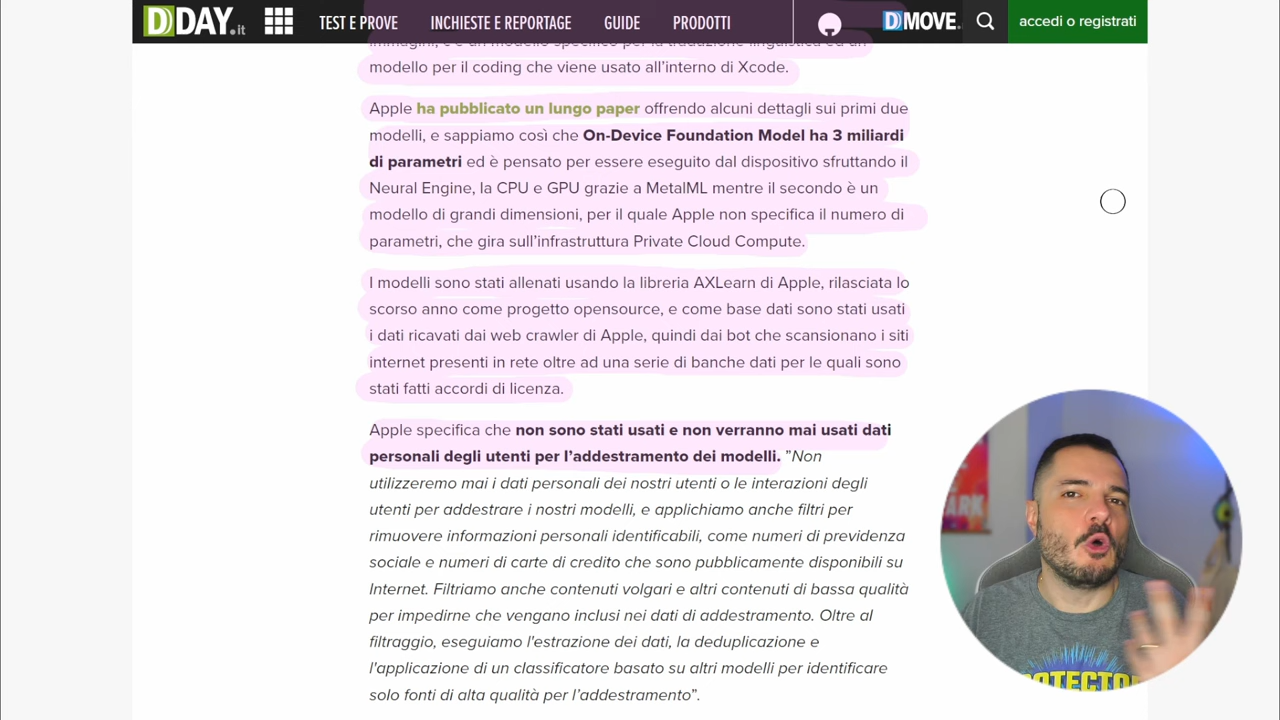 DDAY.it
TEST E PROVE
INCHIESTE E REPORTAGE
GUIDE
PRODOTTI
DMOVE.
accedi o registrati
immagini, c'è un modello specifico per la traduzione linguistica ed un
modello per il coding che viene usato all'interno di Xcode.
Apple ha pubblicato un lungo paper offrendo alcuni dettagli sui primi due
modelli, e sappiamo così che On-Device Foundation Model ha 3 miliardi
di parametri ed è pensato per essere eseguito dal dispositivo sfruttando il
Neural Engine, la CPU e GPU grazie a MetalML mentre il secondo è un
modello di grandi dimensioni, per il quale Apple non specifica il numero di
parametri, che gira sull'infrastruttura Private Cloud Compute.
I modelli sono stati allenati usando la libreria AXLearn di Apple, rilasciata lo
scorso anno come progetto opensource, e come base dati sono stati usati
i dati ricavati dai web crawler di Apple, quindi dai bot che scansionano i siti
internet presenti in rete oltre ad una serie di banche dati per le quali sono
stati fatti accordi di licenza.
Apple specifica che non sono stati usati e non verranno mai usati dati
personali degli utenti per l'addestramento dei modelli. "Non
utilizzeremo mai i dati personali dei nostri utenti o le interazioni degli
utenti per addestrare i nostri modelli, e applichiamo anche filtri per
rimuovere informazioni personali identificabili, come numeri di previdenza
sociale e numeri di carte di credito che sono pubblicamente disponibili su
Internet. Filtriamo anche contenuti volgari e altri contenuti di bassa qualità
per impedirne che vengano inclusi nei dati di addestramento. Oltre al
filtraggio, eseguiamo l'estrazione dei dati, la deduplicazione e
l'applicazione di un classificatore basato su altri modelli per identificare
solo fonti di alta qualità per l'addestramento".